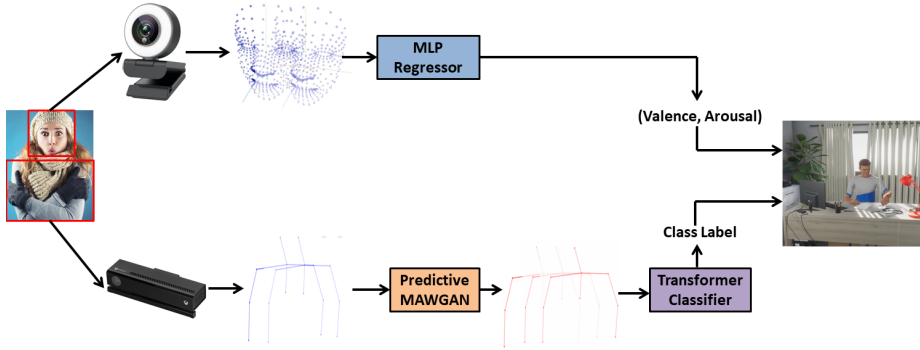 MLP
Regressor
(Valence, Arousal)
Class Label
Predictive
MAWGAN
Transformer
Classifier